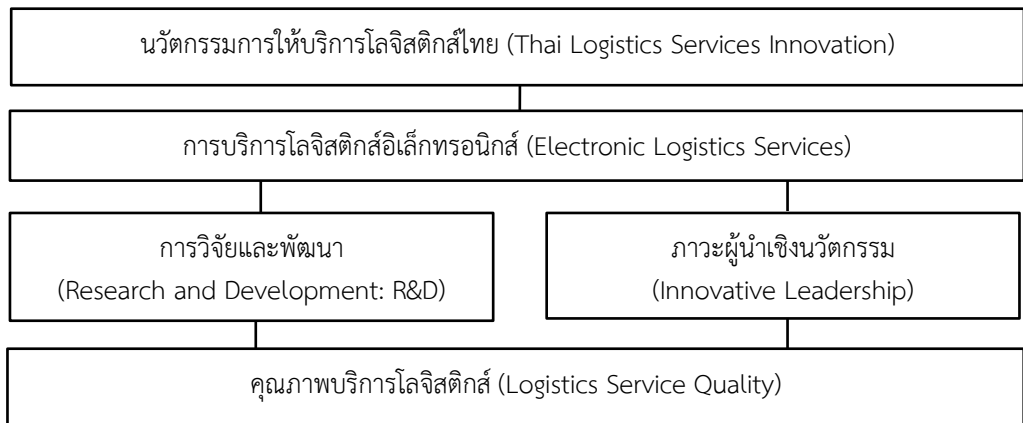 นวัตกรรมการให้บริการโลจิสติกส์ไทย (Thai Logistics Services Innovation)
การบริการโลจิสติกส์อิเล็กทรอนิกส์ (Electronic Logistics Services)
การวิจัยและพัฒนา
(Research and Development: R&D)
ภาวะผู้นำเชิงนวัตกรรม
(Innovative Leadership)
คุณภาพบริการโลจิสติกส์ (Logistics Service Quality)